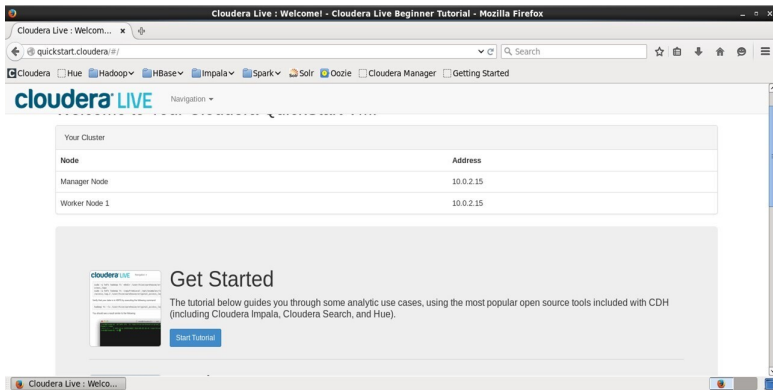 Cloudera Live : Welcome! - Cloudera Live Beginner Tutorial - Mozilla Firefox
Cloudera Live : Welcom...
quickstart.cloudera/#/
Search
Cloudera Hue Hadoop HBase Impala Spark Solr Oozie Cloudera Manager Getting Started
cloudera LIVE Navigation
Your Cluster
Node Address
Manager Node 10.0.2.15
Worker Node 1 10.0.2.15
cloudera LIVE
Get Started
The tutorial below guides you through some analytic use cases, using the most popular open source tools included with CDH
(including Cloudera Impala, Cloudera Search, and Hue).
Start Tutorial
Cloudera Live : Welco...